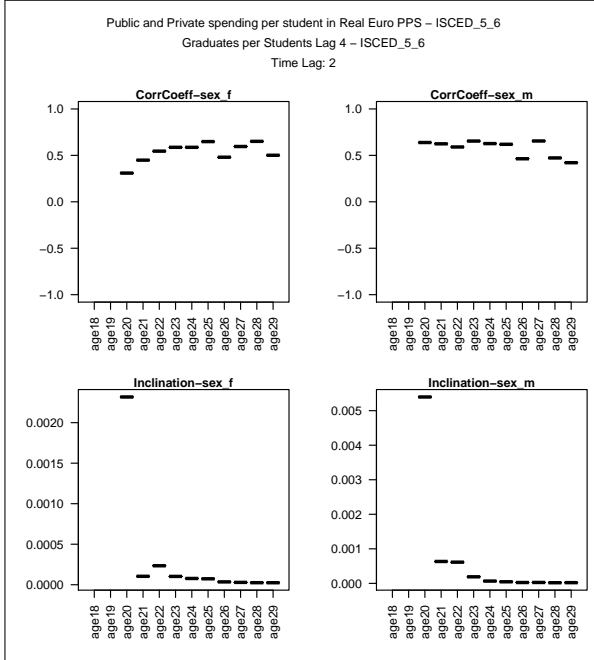 Public and Private spending per student in Real Euro PPS − ISCED_5_6
Graduates per Students Lag 4 − ISCED_5_6
Time Lag: 2
CorrCoeff−sex_f
1.0
0.5
0.0
−0.5
−1.0
age18
age19
age20
age21
age22
age23
age24
age25
age26
age27
age28
age29
CorrCoeff−sex_m
1.0
0.5
0.0
−0.5
−1.0
age18
age19
age20
age21
age22
age23
age24
age25
age26
age27
age28
age29
Inclination−sex_f
0.0020
0.0015
0.0010
0.0005
0.0000
age18
age19
age20
age21
age22
age23
age24
age25
age26
age27
age28
age29
Inclination−sex_m
0.005
0.004
0.003
0.002
0.001
0.000
age18
age19
age20
age21
age22
age23
age24
age25
age26
age27
age28
age29